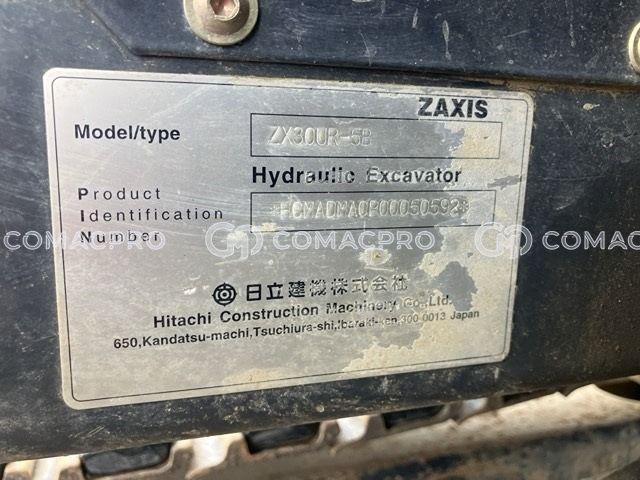 ZAXIS
Model/type ZX30UR-5B
Hydraulic Excavator
Product
Identification *HCMADMA0P00050592*
Number
COMACPRO COMACPRO COMACPRO
日立建機株式会社
Hitachi Construction Machinery Co.,Ltd.
650,Kandatsu-machi,Tsuchiura-shi,Ibaraki-ken,300-0013 Japan